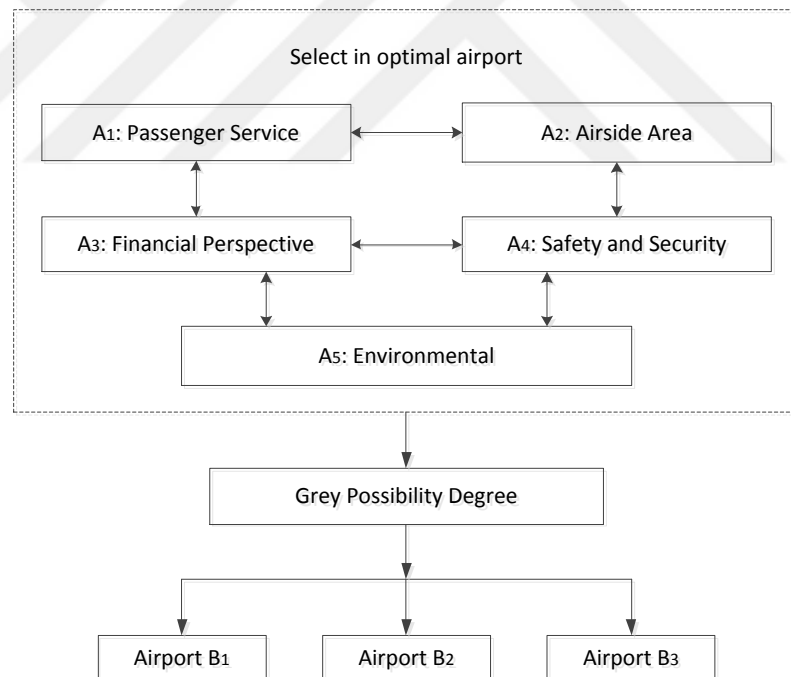 Select in optimal airport
A1: Passenger Service
A2: Airside Area
A3: Financial Perspective
A4: Safety and Security
A5: Environmental
Grey Possibility Degree
Airport B1
Airport B2
Airport B3